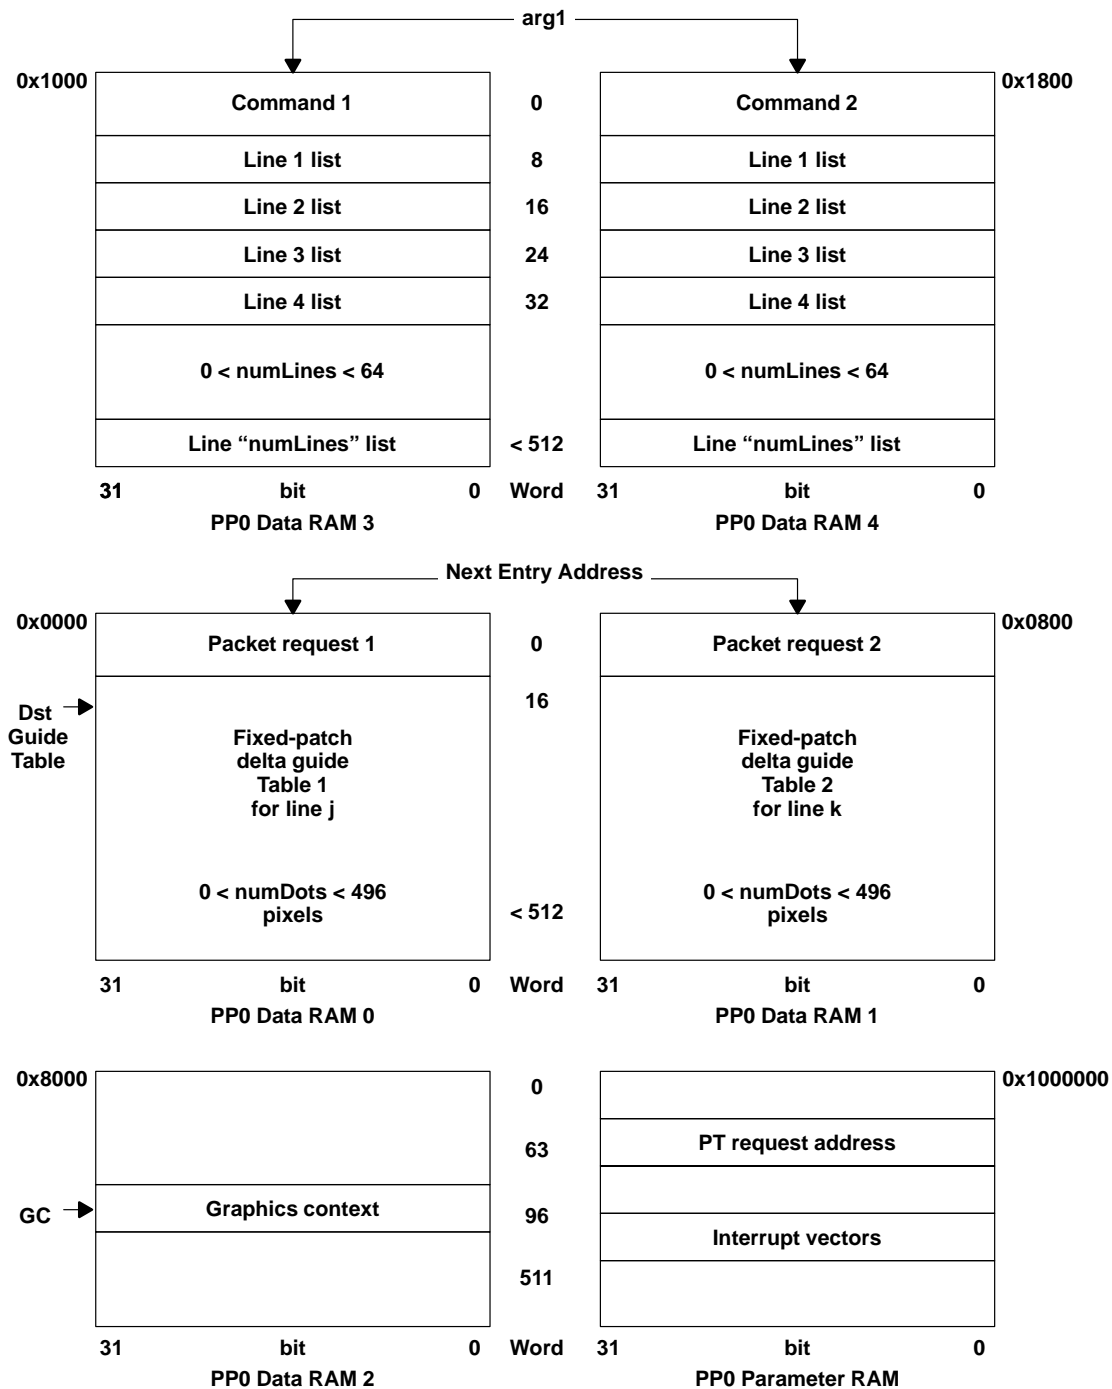 arg1
0x1000
0x1800
Command 1
0
Command 2
Line 1 list
8
Line 1 list
Line 2 list
16
Line 2 list
Line 3 list
24
Line 3 list
Line 4 list
32
Line 4 list
0 < numLines < 64
0 < numLines < 64
Line “numLines” list
< 512
Line “numLines” list
31 bit 0 Word 31 bit 0
PP0 Data RAM 3
PP0 Data RAM 4
Next Entry Address
0x0000
0x0800
Packet request 1
0
Packet request 2
16
Dst
Guide
Table
Fixed-patch
delta guide
Table 1
for line j
Fixed-patch
delta guide
Table 2
for line k
0 < numDots < 496
pixels
< 512
0 < numDots < 496
pixels
31 bit 0 Word 31 bit 0
PP0 Data RAM 0
PP0 Data RAM 1
0x8000
0
0x1000000
63
PT request address
GC
Graphics context
96
Interrupt vectors
511
31 bit 0 Word 31 bit 0
PP0 Data RAM 2
PP0 Parameter RAM